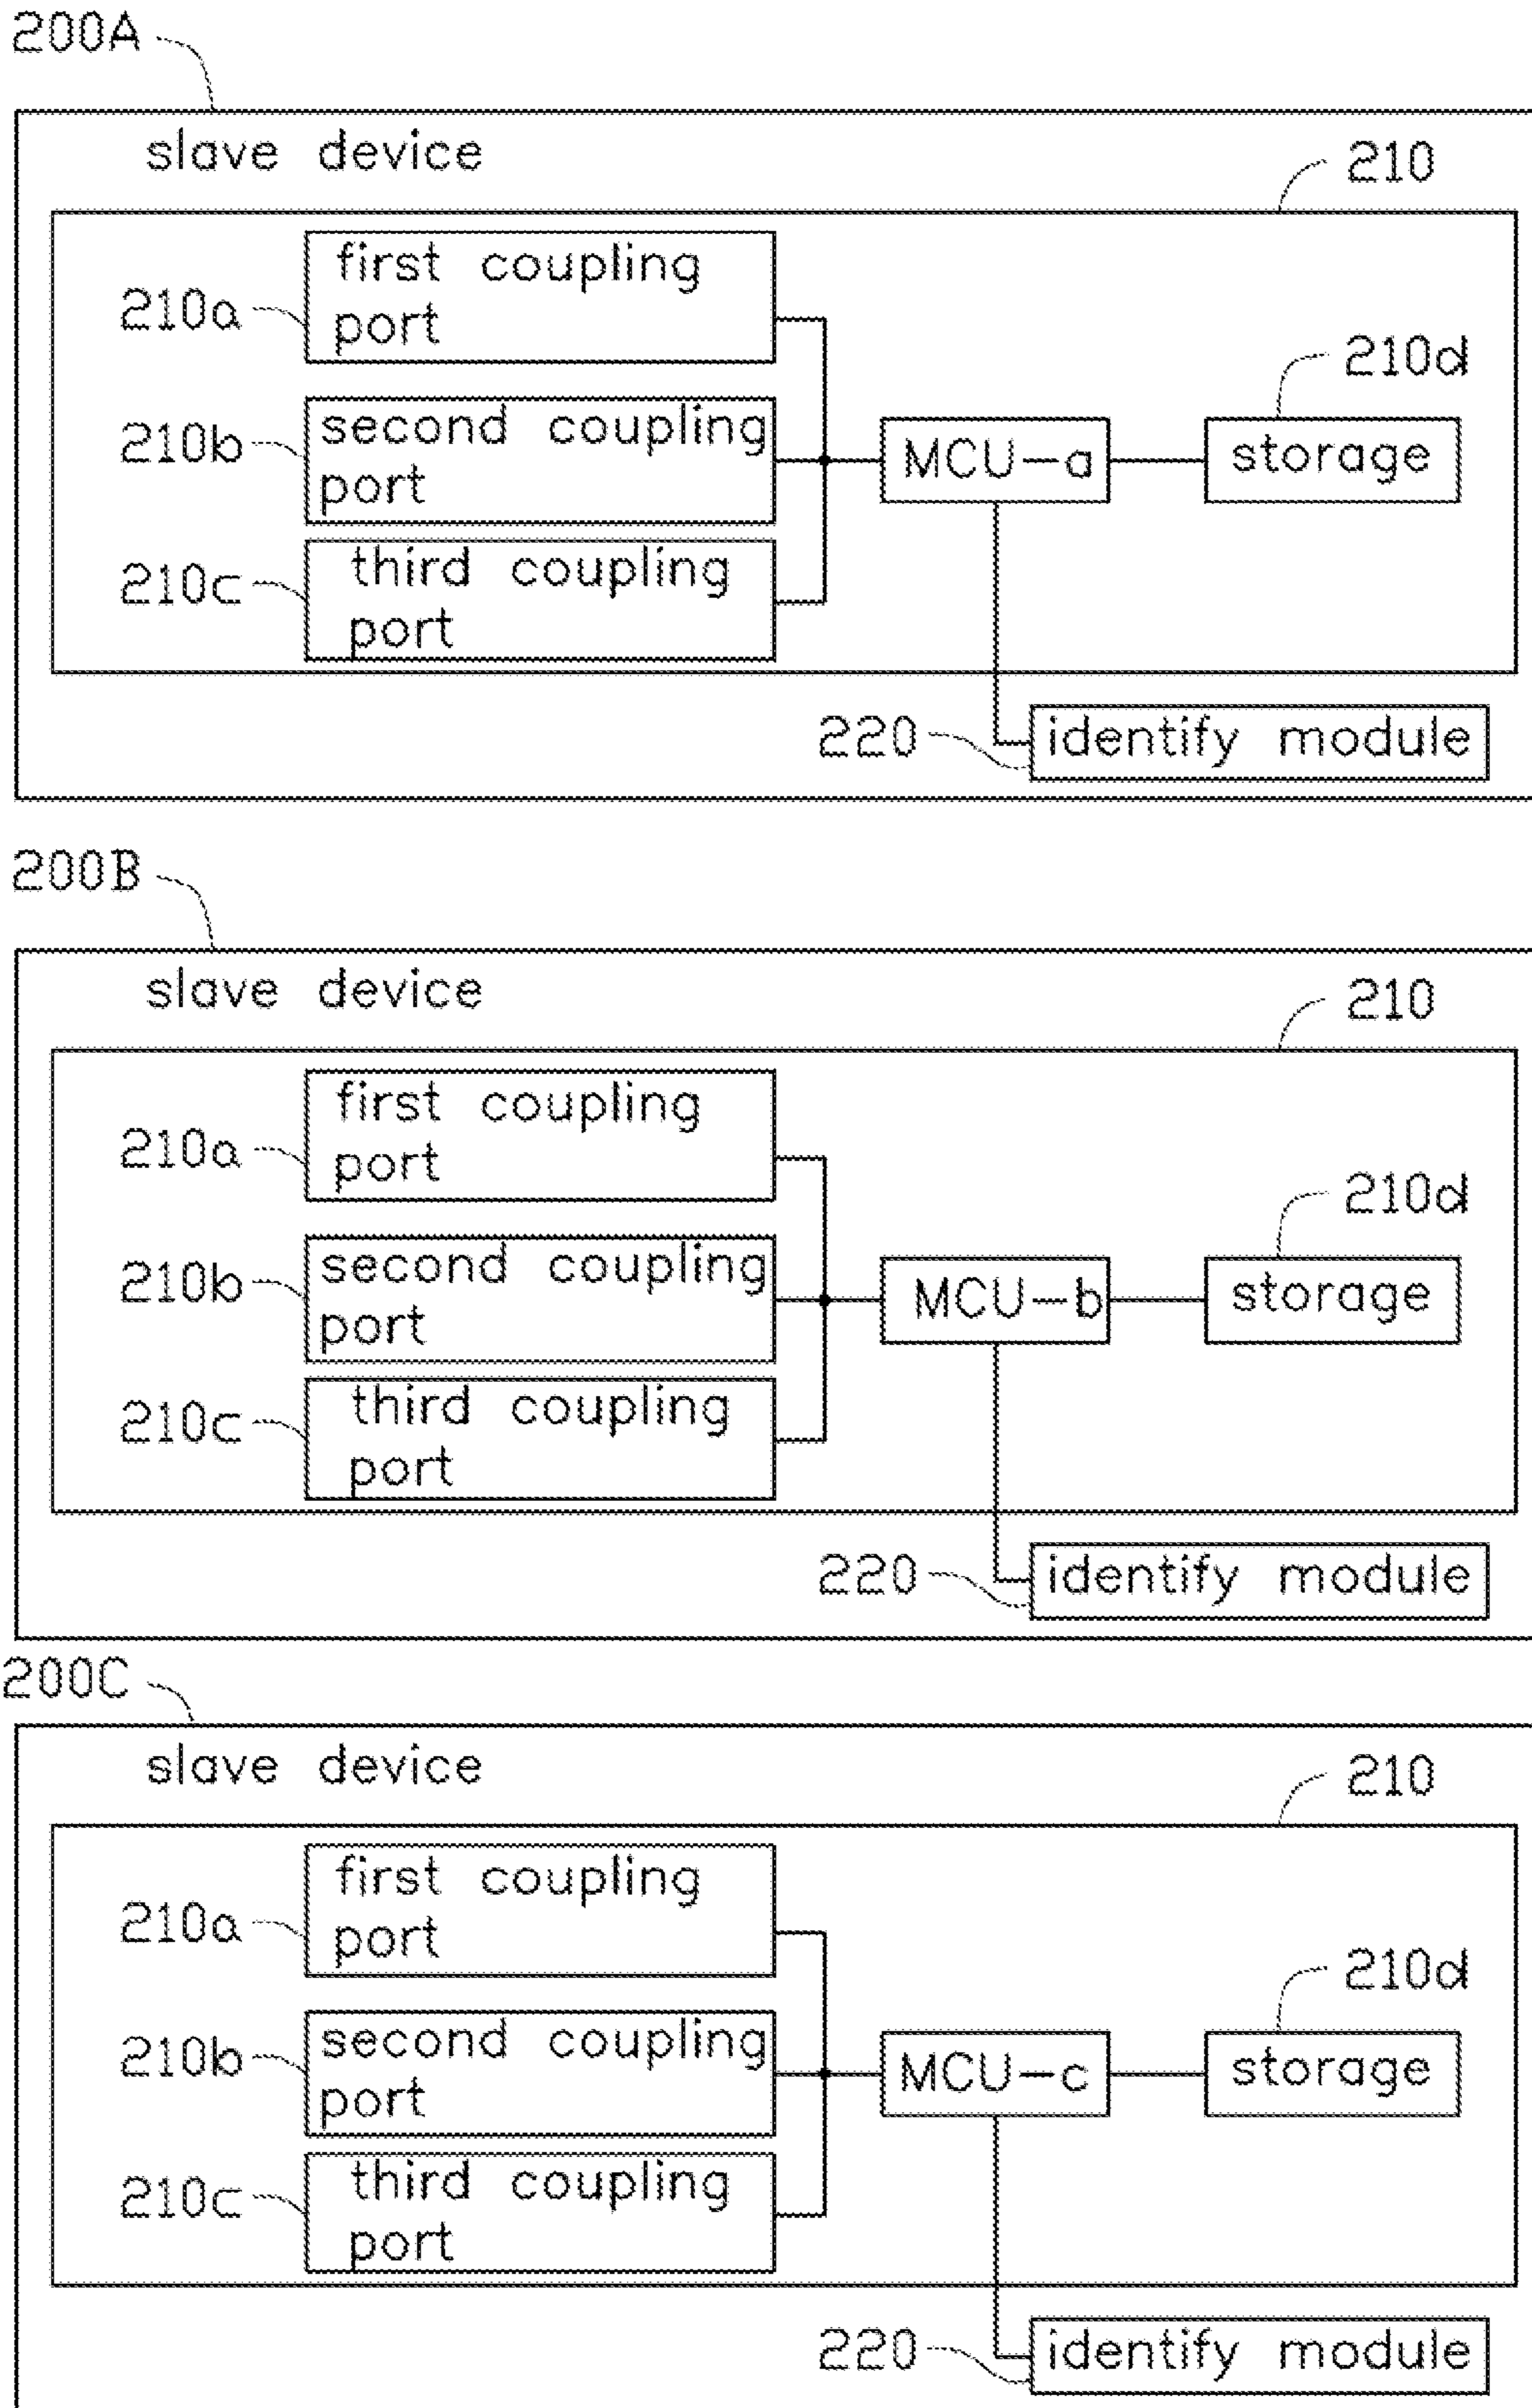 200A
slave device
210
first coupling
port
210a
second coupling
port
210b
third coupling
port
210c
MCU-a
210d
storage
220
identify module
200B
slave device
210
first coupling
port
210a
second coupling
port
210b
third coupling
port
210c
MCU-b
210d
storage
220
identify module
200C
slave device
210
first coupling
port
210a
second coupling
port
210b
third coupling
port
210c
MCU-c
210d
storage
220
identify module